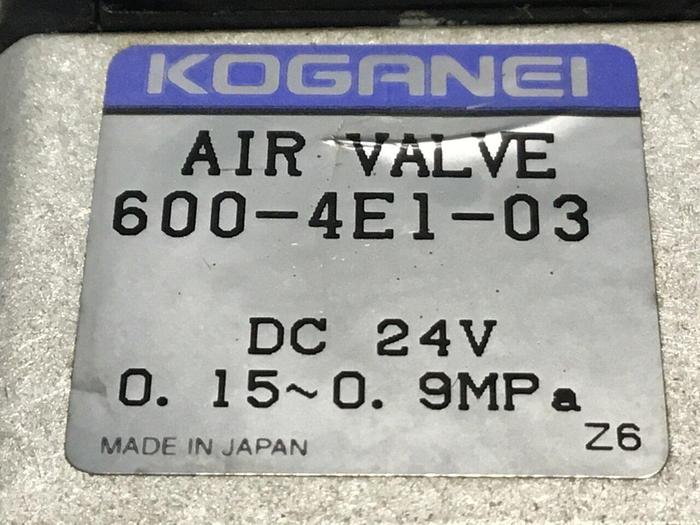 KOGANEI
AIR VALVE
600-4E1-03
DC 24V
0.15~0.9MPa
MADE IN JAPAN
Z6